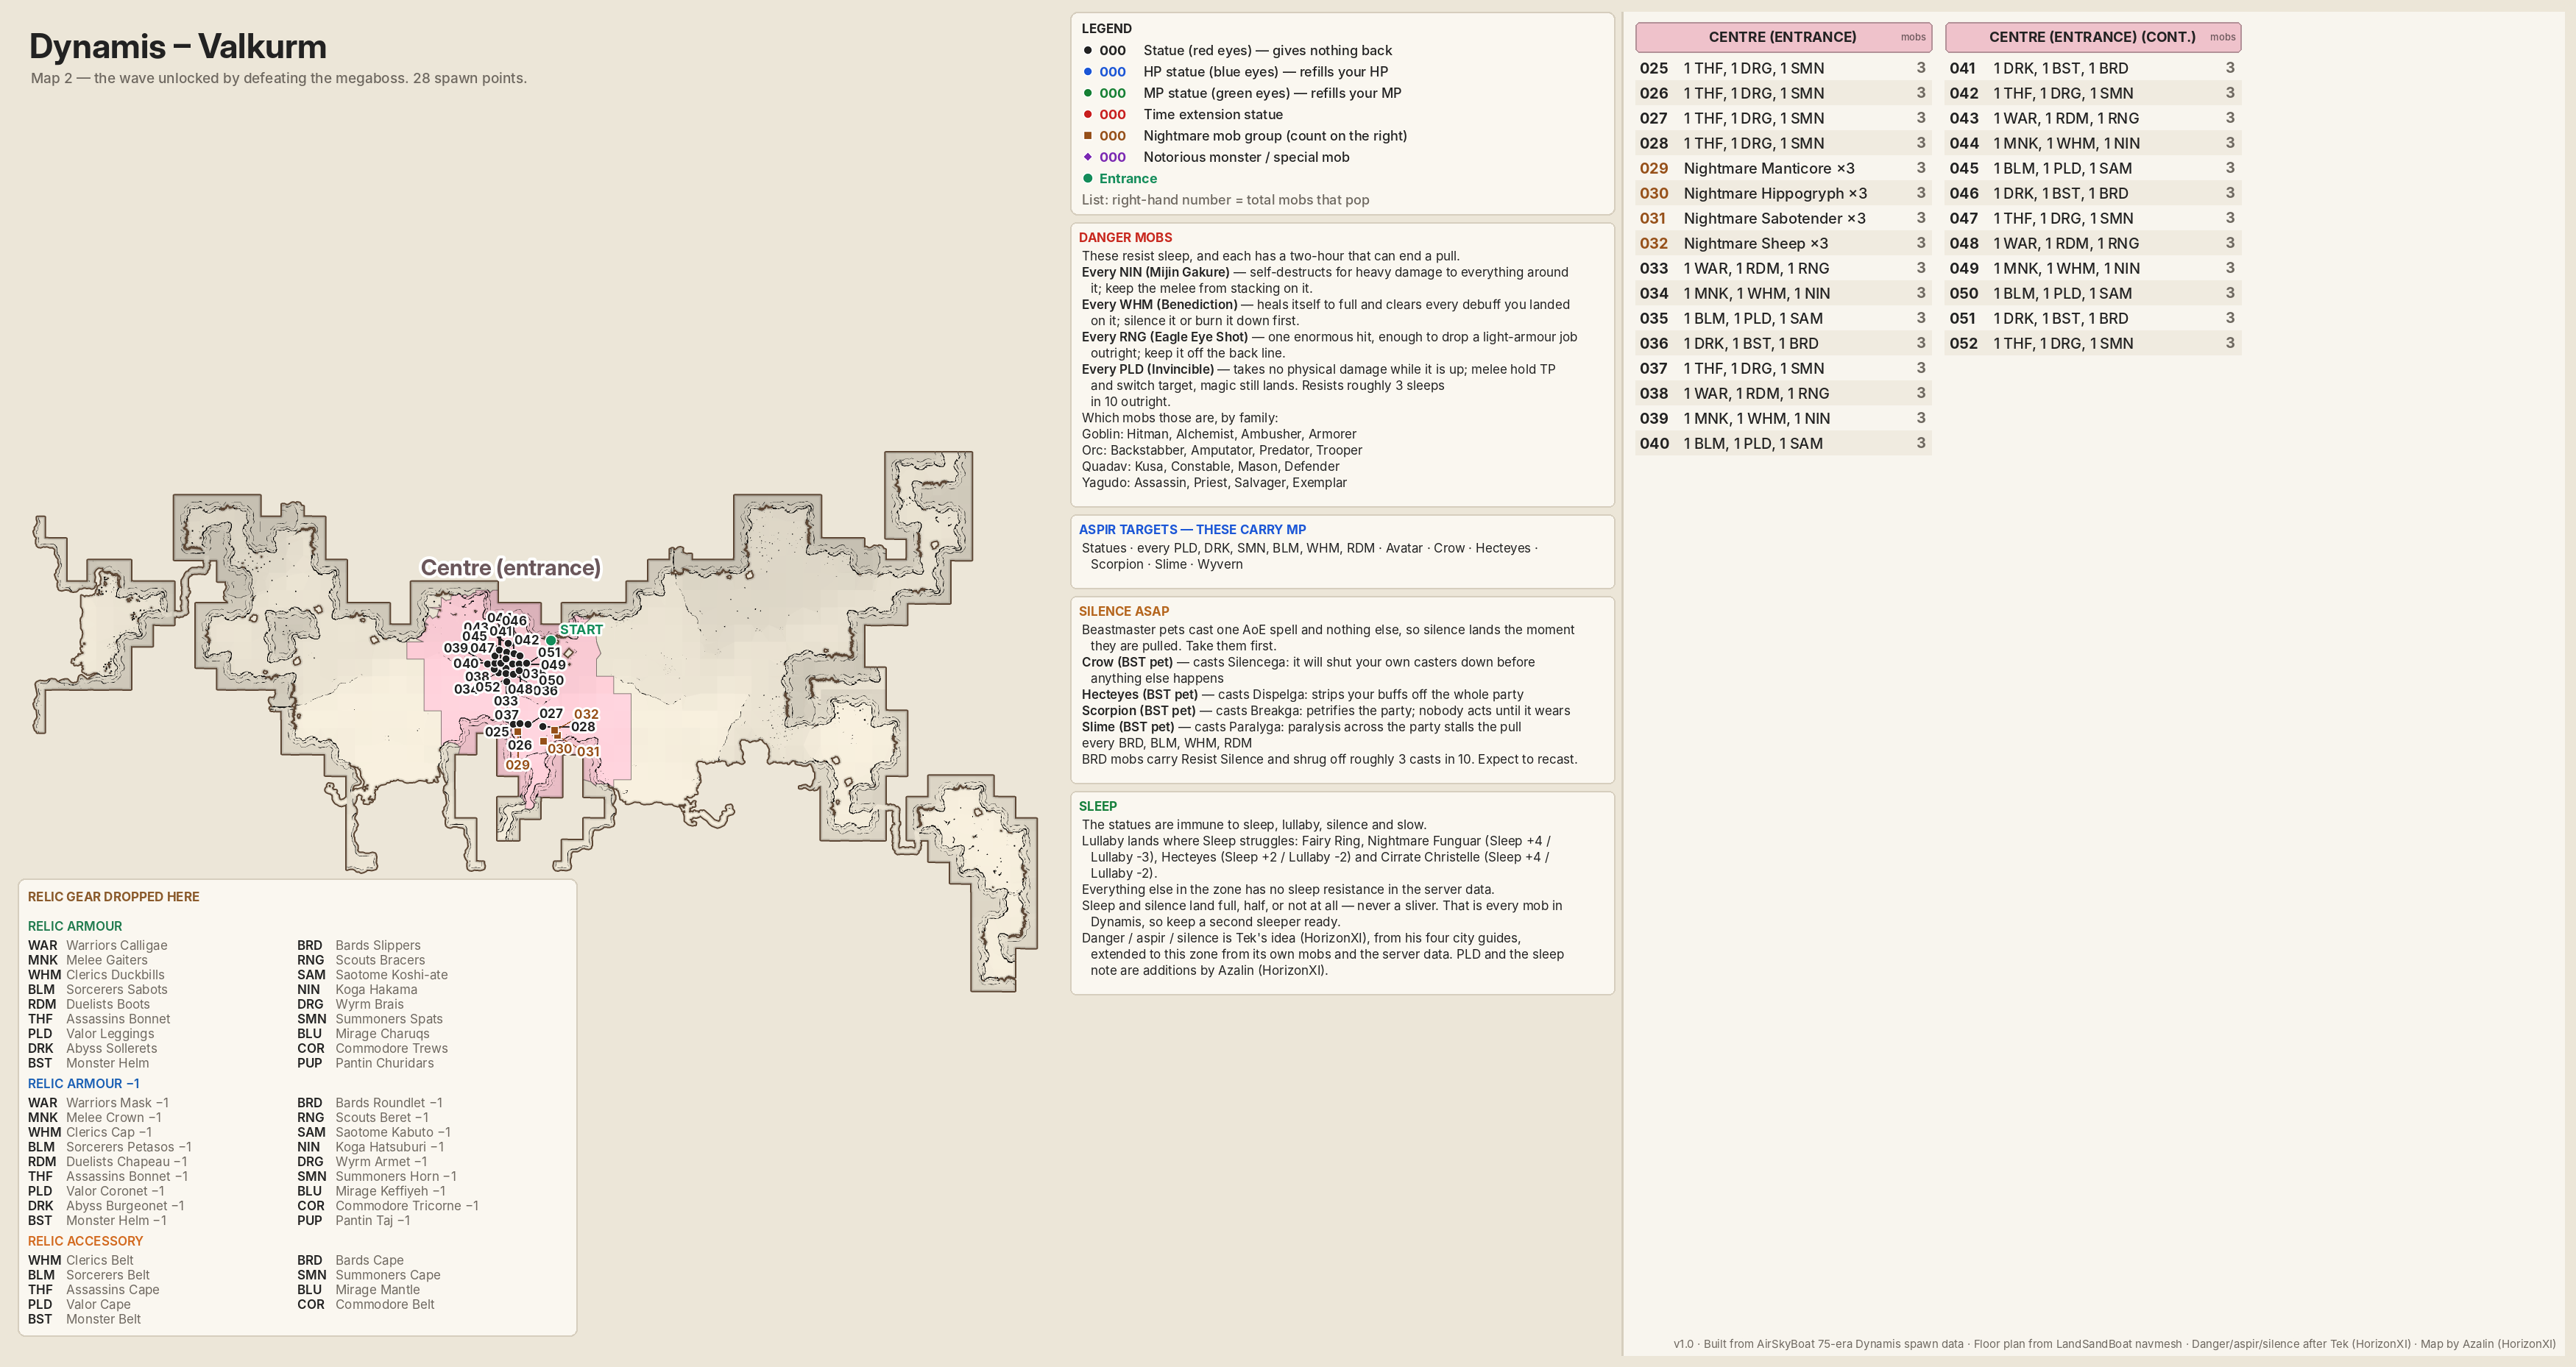 Dynamis – Valkurm
Map 2 — the wave unlocked by defeating the megaboss. 28 spawn points.
Centre (entrance)
START
043
046
041
045
042
039
047
051
040
049
038
050
052
048
036
033
037
027
032
025
028
026
030
031
029
RELIC GEAR DROPPED HERE
RELIC ARMOUR
WAR Warriors Calligae
MNK Melee Gaiters
WHM Clerics Duckbills
BLM Sorcerers Sabots
RDM Duelists Boots
THF Assassins Bonnet
PLD Valor Leggings
DRK Abyss Sollerets
BST Monster Helm
BRD Bards Slippers
RNG Scouts Bracers
SAM Saotome Koshi-ate
NIN Koga Hakama
DRG Wyrm Brais
SMN Summoners Spats
BLU Mirage Charuqs
COR Commodore Trews
PUP Pantin Churidars
RELIC ARMOUR −1
WAR Warriors Mask −1
MNK Melee Crown −1
WHM Clerics Cap −1
BLM Sorcerers Petasos −1
RDM Duelists Chapeau −1
THF Assassins Bonnet −1
PLD Valor Coronet −1
DRK Abyss Burgeonet −1
BST Monster Helm −1
BRD Bards Roundlet −1
RNG Scouts Beret −1
SAM Saotome Kabuto −1
NIN Koga Hatsuburi −1
DRG Wyrm Armet −1
SMN Summoners Horn −1
BLU Mirage Keffiyeh −1
COR Commodore Tricorne −1
PUP Pantin Taj −1
RELIC ACCESSORY
WHM Clerics Belt
BLM Sorcerers Belt
THF Assassins Cape
PLD Valor Cape
BST Monster Belt
BRD Bards Cape
SMN Summoners Cape
BLU Mirage Mantle
COR Commodore Belt
LEGEND
000 Statue (red eyes) — gives nothing back
000 HP statue (blue eyes) — refills your HP
000 MP statue (green eyes) — refills your MP
000 Time extension statue
000 Nightmare mob group (count on the right)
000 Notorious monster / special mob
Entrance
List: right-hand number = total mobs that pop
DANGER MOBS
These resist sleep, and each has a two-hour that can end a pull.
Every NIN (Mijin Gakure) — self-destructs for heavy damage to everything around
it; keep the melee from stacking on it.
Every WHM (Benediction) — heals itself to full and clears every debuff you landed
on it; silence it or burn it down first.
Every RNG (Eagle Eye Shot) — one enormous hit, enough to drop a light-armour job
outright; keep it off the back line.
Every PLD (Invincible) — takes no physical damage while it is up; melee hold TP
and switch target, magic still lands. Resists roughly 3 sleeps
in 10 outright.
Which mobs those are, by family:
Goblin: Hitman, Alchemist, Ambusher, Armorer
Orc: Backstabber, Amputator, Predator, Trooper
Quadav: Kusa, Constable, Mason, Defender
Yagudo: Assassin, Priest, Salvager, Exemplar
ASPIR TARGETS — THESE CARRY MP
Statues · every PLD, DRK, SMN, BLM, WHM, RDM · Avatar · Crow · Hecteyes ·
Scorpion · Slime · Wyvern
SILENCE ASAP
Beastmaster pets cast one AoE spell and nothing else, so silence lands the moment
they are pulled. Take them first.
Crow (BST pet) — casts Silencega: it will shut your own casters down before
anything else happens
Hecteyes (BST pet) — casts Dispelga: strips your buffs off the whole party
Scorpion (BST pet) — casts Breakga: petrifies the party; nobody acts until it wears
Slime (BST pet) — casts Paralyga: paralysis across the party stalls the pull
every BRD, BLM, WHM, RDM
BRD mobs carry Resist Silence and shrug off roughly 3 casts in 10. Expect to recast.
SLEEP
The statues are immune to sleep, lullaby, silence and slow.
Lullaby lands where Sleep struggles: Fairy Ring, Nightmare Funguar (Sleep +4 /
Lullaby -3), Hecteyes (Sleep +2 / Lullaby -2) and Cirrate Christelle (Sleep +4 /
Lullaby -2).
Everything else in the zone has no sleep resistance in the server data.
Sleep and silence land full, half, or not at all — never a sliver. That is every mob in
Dynamis, so keep a second sleeper ready.
Danger / aspir / silence is Tek's idea (HorizonXI), from his four city guides,
extended to this zone from its own mobs and the server data. PLD and the sleep
note are additions by Azalin (HorizonXI).
CENTRE (ENTRANCE) mobs
025 1 THF, 1 DRG, 1 SMN 3
026 1 THF, 1 DRG, 1 SMN 3
027 1 THF, 1 DRG, 1 SMN 3
028 1 THF, 1 DRG, 1 SMN 3
029 Nightmare Manticore ×3 3
030 Nightmare Hippogryph ×3 3
031 Nightmare Sabotender ×3 3
032 Nightmare Sheep ×3 3
033 1 WAR, 1 RDM, 1 RNG 3
034 1 MNK, 1 WHM, 1 NIN 3
035 1 BLM, 1 PLD, 1 SAM 3
036 1 DRK, 1 BST, 1 BRD 3
037 1 THF, 1 DRG, 1 SMN 3
038 1 WAR, 1 RDM, 1 RNG 3
039 1 MNK, 1 WHM, 1 NIN 3
040 1 BLM, 1 PLD, 1 SAM 3
CENTRE (ENTRANCE) (CONT.) mobs
041 1 DRK, 1 BST, 1 BRD 3
042 1 THF, 1 DRG, 1 SMN 3
043 1 WAR, 1 RDM, 1 RNG 3
044 1 MNK, 1 WHM, 1 NIN 3
045 1 BLM, 1 PLD, 1 SAM 3
046 1 DRK, 1 BST, 1 BRD 3
047 1 THF, 1 DRG, 1 SMN 3
048 1 WAR, 1 RDM, 1 RNG 3
049 1 MNK, 1 WHM, 1 NIN 3
050 1 BLM, 1 PLD, 1 SAM 3
051 1 DRK, 1 BST, 1 BRD 3
052 1 THF, 1 DRG, 1 SMN 3
v1.0 · Built from AirSkyBoat 75-era Dynamis spawn data · Floor plan from LandSandBoat navmesh · Danger/aspir/silence after Tek (HorizonXI) · Map by Azalin (HorizonXI)